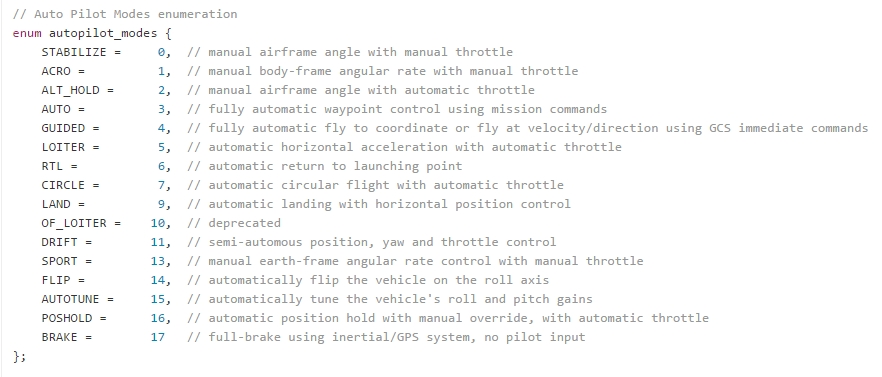 // Auto Pilot Modes enumeration
enum autopilot_modes {
    STABILIZE =     0,  // manual airframe angle with manual throttle
    ACRO =          1,  // manual body-frame angular rate with manual throttle
    ALT_HOLD =      2,  // manual airframe angle with automatic throttle
    AUTO =          3,  // fully automatic waypoint control using mission commands
    GUIDED =        4,  // fully automatic fly to coordinate or fly at velocity/direction using GCS immediate commands
    LOITER =        5,  // automatic horizontal acceleration with automatic throttle
    RTL =           6,  // automatic return to launching point
    CIRCLE =        7,  // automatic circular flight with automatic throttle
    LAND =          9,  // automatic landing with horizontal position control
    OF_LOITER =    10,  // deprecated
    DRIFT =        11,  // semi-automous position, yaw and throttle control
    SPORT =        13,  // manual earth-frame angular rate control with manual throttle
    FLIP =         14,  // automatically flip the vehicle on the roll axis
    AUTOTUNE =     15,  // automatically tune the vehicle's roll and pitch gains
    POSHOLD =      16,  // automatic position hold with manual override, with automatic throttle
    BRAKE =        17   // full-brake using inertial/GPS system, no pilot input
};